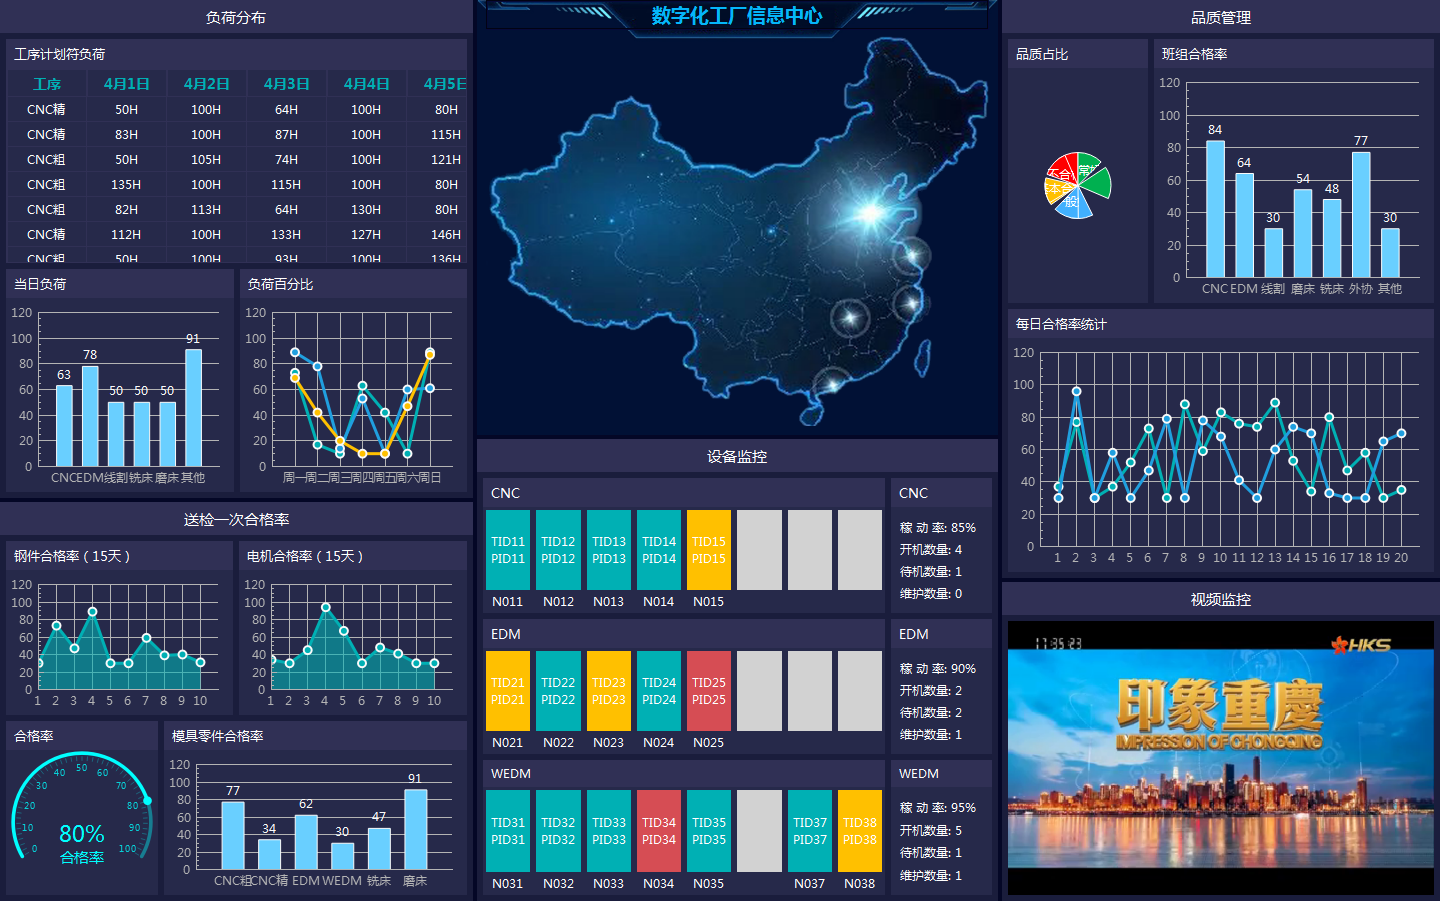 负荷分布
工序计划符负荷
工序 4月1日 4月2日 4月3日 4月4日 4月5日
CNC精 50H 100H 64H 100H 80H
CNC精 83H 100H 87H 100H 115H
CNC粗 50H 105H 74H 100H 121H
CNC粗 135H 100H 115H 100H 80H
CNC粗 82H 113H 64H 130H 80H
CNC精 112H 100H 133H 127H 146H
CNC粗 50H 100H 93H 100H 136H
当日负荷
120
100
80
60
40
20
0
63 78 50 50 50 91
CNC EDM 线割 铣床 磨床 其他
负荷百分比
120
100
80
60
40
20
0
周一 周二 周三 周四 周五 周六 周日
送检一次合格率
钢件合格率（15天）
120
100
80
60
40
20
0
1 2 3 4 5 6 7 8 9 10
电机合格率（15天）
120
100
80
60
40
20
0
1 2 3 4 5 6 7 8 9 10
合格率
0 10 20 30 40 50 60 70 80 90 100
80%
合格率
模具零件合格率
120
100
80
60
40
20
0
77 34 62 30 47 91
CNC粗 CNC精 EDM WEDM 铣床 磨床
数字化工厂信息中心
设备监控
CNC
TID11 TID12 TID13 TID14 TID15
PID11 PID12 PID13 PID14 PID15
N011 N012 N013 N014 N015
CNC
稼 动 率: 85%
开机数量: 4
待机数量: 1
维护数量: 0
EDM
TID21 TID22 TID23 TID24 TID25
PID21 PID22 PID23 PID24 PID25
N021 N022 N023 N024 N025
EDM
稼 动 率: 90%
开机数量: 2
待机数量: 2
维护数量: 1
WEDM
TID31 TID32 TID33 TID34 TID35 TID37 TID38
PID31 PID32 PID33 PID34 PID35 PID37 PID38
N031 N032 N033 N034 N035 N037 N038
WEDM
稼 动 率: 95%
开机数量: 5
待机数量: 1
维护数量: 1
品质管理
品质占比
不合
般
班组合格率
120
100
80
60
40
20
0
84 64 30 54 48 77 30
CNC EDM 线割 磨床 铣床 外协 其他
每日合格率统计
120
100
80
60
40
20
0
1 2 3 4 5 6 7 8 9 10 11 12 13 14 15 16 17 18 19 20
视频监控
17:35:23
HKS
印象重慶
IMPRESSION OF CHONGQING